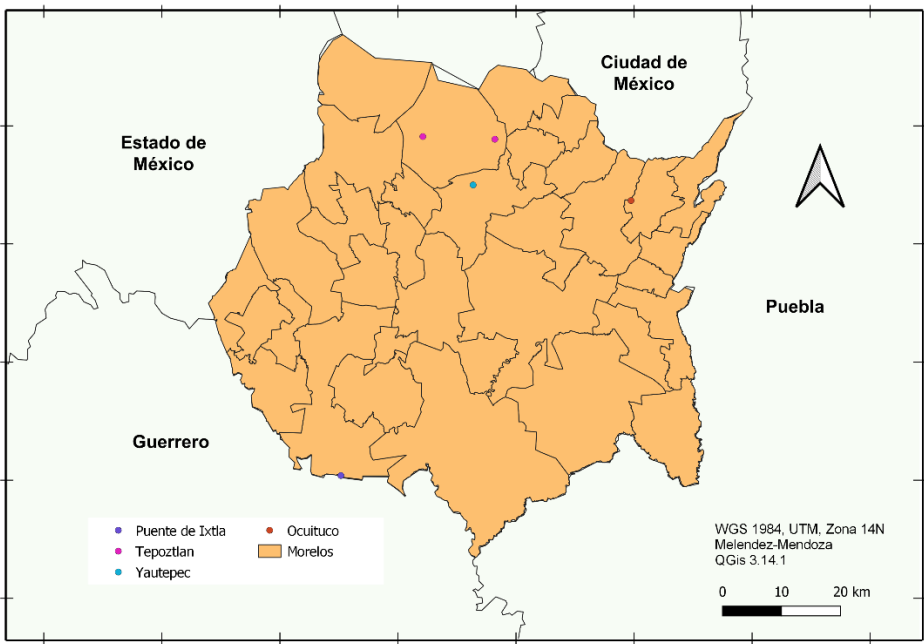 Ciudad de
México
Estado de
México
Puebla
Guerrero
Puente de Ixtla
Tepoztlan
Yautepec
Ocuituco
Morelos
WGS 1984, UTM, Zona 14N
Melendez-Mendoza
QGis 3.14.1
0 10 20 km